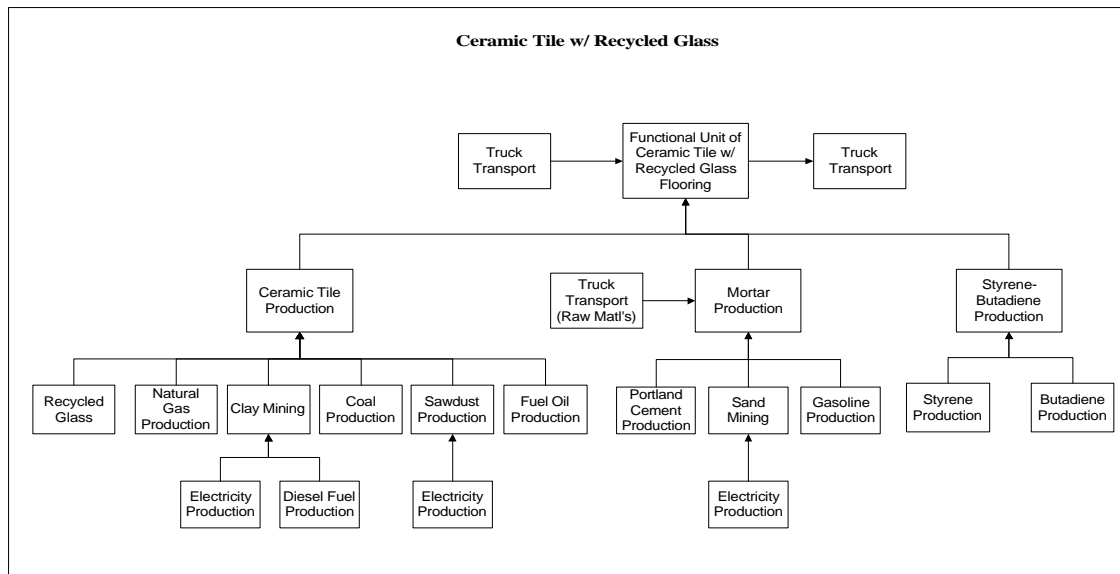 Ceramic Tile w/ Recycled Glass
Truck
Transport
Functional Unit of
Ceramic Tile w/
Recycled Glass
Flooring
Truck
Transport
Ceramic Tile
Production
Truck
Transport
(Raw Matl's)
Mortar
Production
Styrene-
Butadiene
Production
Recycled
Glass
Natural
Gas
Production
Clay Mining
Coal
Production
Sawdust
Production
Fuel Oil
Production
Portland
Cement
Production
Sand
Mining
Gasoline
Production
Styrene
Production
Butadiene
Production
Electricity
Production
Diesel Fuel
Production
Electricity
Production
Electricity
Production